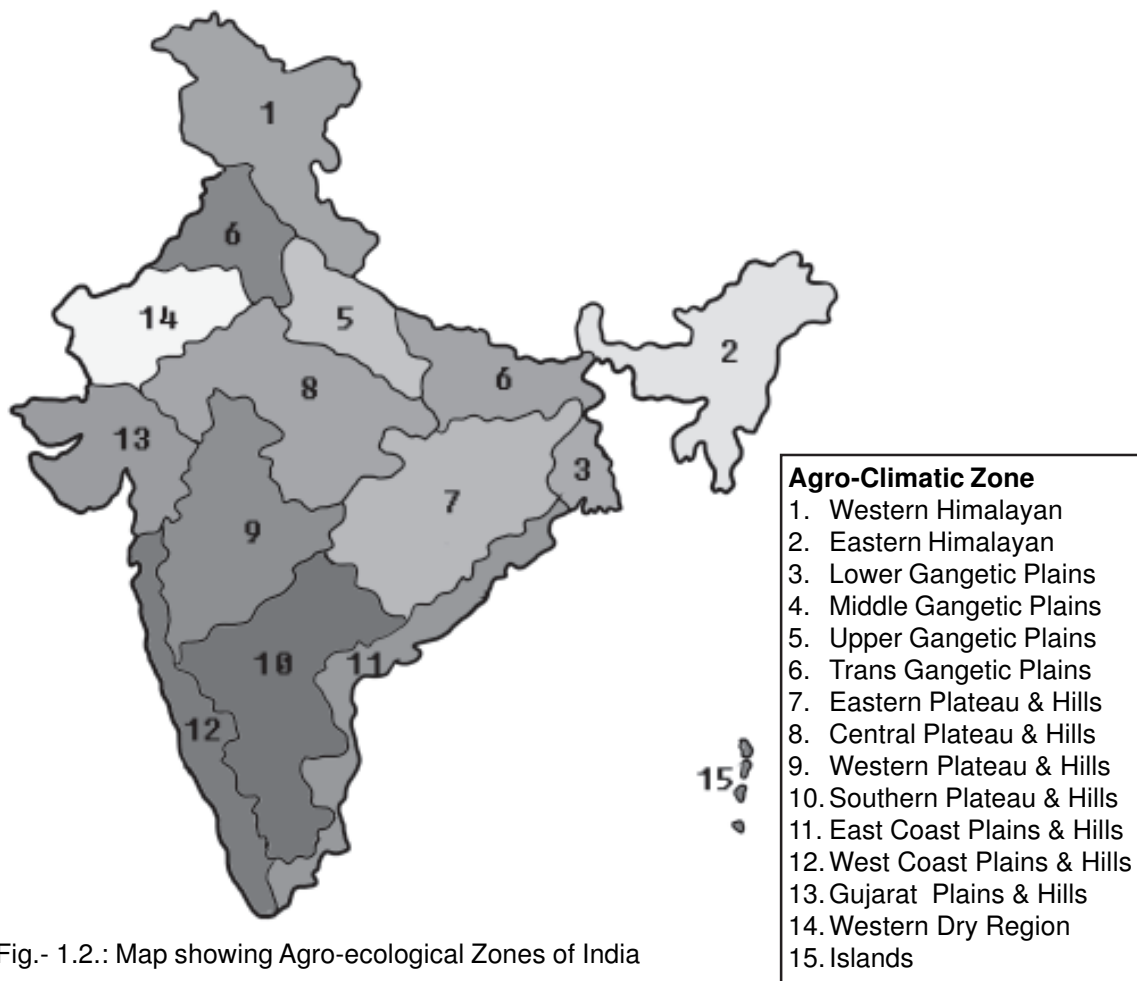 1
6
14
5
2
6
8
13
3
7
9
10
11
12
15
Agro-Climatic Zone
1. Western Himalayan
2. Eastern Himalayan
3. Lower Gangetic Plains
4. Middle Gangetic Plains
5. Upper Gangetic Plains
6. Trans Gangetic Plains
7. Eastern Plateau & Hills
8. Central Plateau & Hills
9. Western Plateau & Hills
10. Southern Plateau & Hills
11. East Coast Plains & Hills
12. West Coast Plains & Hills
13. Gujarat Plains & Hills
14. Western Dry Region
15. Islands
Fig.- 1.2.: Map showing Agro-ecological Zones of India